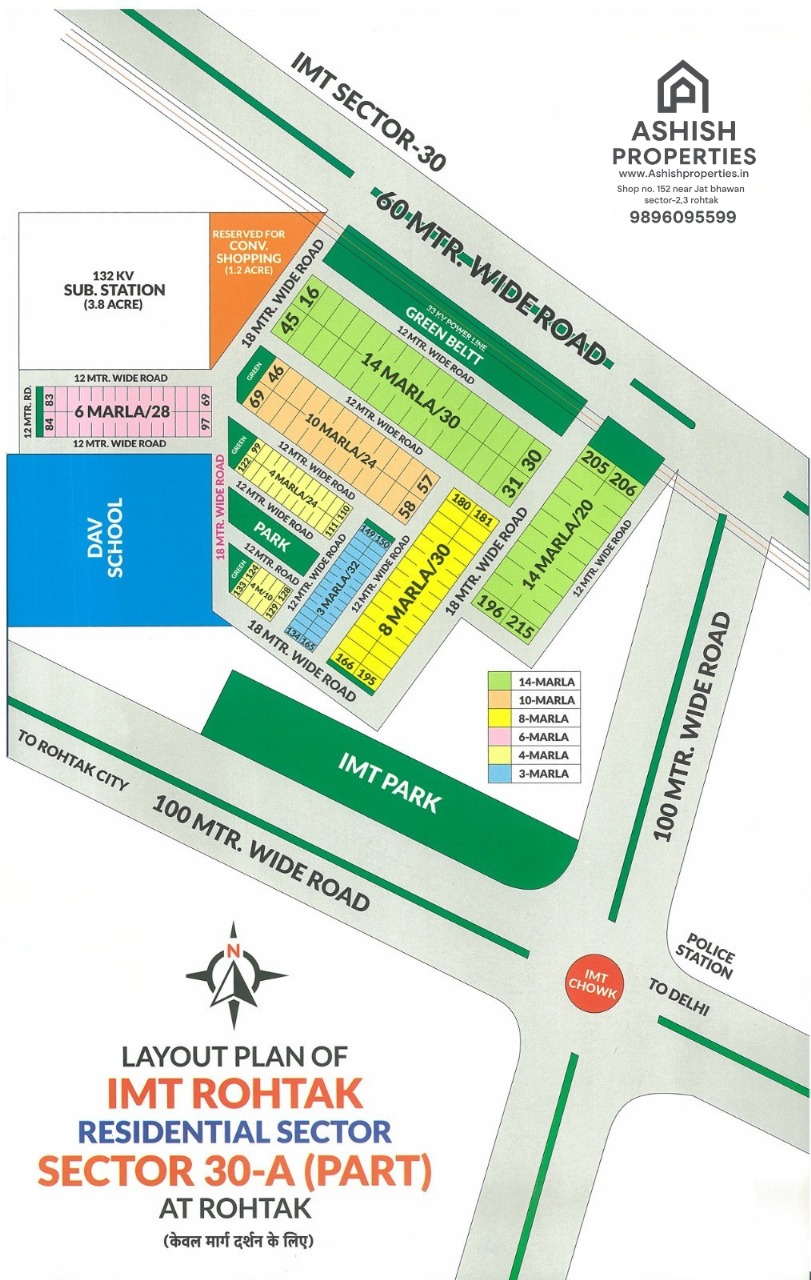 IMT SECTOR-30
ASHISH
PROPERTIES
www.Ashishproperties.in
Shop no. 152 near Jat bhawan
sector-2,3 rohtak
9896095599
60 MTR. WIDE ROAD
132 KV
SUB. STATION
(3.8 ACRE)
RESERVED FOR
CONV.
SHOPPING
(1.2 ACRE)
18 MTR. WIDE ROAD
33 KV POWER LINE
GREEN BELTT
12 MTR. WIDE ROAD
45 16
14 MARLA/30
31 30
12 MTR. WIDE ROAD
12 MTR. RD.
84 83
6 MARLA/28
97 69
12 MTR. WIDE ROAD
GREEN
69 46
12 MTR. WIDE ROAD
10 MARLA/24
58 57
205 206
14 MARLA/20
196 215
12 MTR. WIDE ROAD
GREEN
122 99
12 MTR. WIDE ROAD
4 MARLA/24
111 110
12 MTR. WIDE ROAD
DAV
SCHOOL
18 MTR. WIDE ROAD
PARK
12 MTR. ROAD
GREEN
133 124
4 M/10
129 128
12 MTR. WIDE ROAD
149 150
3 MARLA/32
134 165
12 MTR. WIDE ROAD
180 181
8 MARLA/30
166 195
18 MTR. WIDE ROAD
18 MTR. WIDE ROAD
14-MARLA
10-MARLA
8-MARLA
6-MARLA
4-MARLA
3-MARLA
100 MTR. WIDE ROAD
IMT PARK
TO ROHTAK CITY
100 MTR. WIDE ROAD
POLICE
STATION
IMT
CHOWK
TO DELHI
N
LAYOUT PLAN OF
IMT ROHTAK
RESIDENTIAL SECTOR
SECTOR 30-A (PART)
AT ROHTAK
(केवल मार्ग दर्शन के लिए)